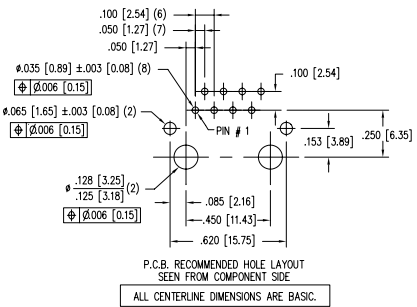 .100 [2.54] (6)
.050 [1.27] (7)
.050 [1.27]
ø.035 [0.89] ±.003 [0.08] (8)
⌖ Ø.006 [0.15]
.100 [2.54]
ø.065 [1.65] ±.003 [0.08] (2)
⌖ Ø.006 [0.15]
PIN # 1
.250 [6.35]
.153 [3.89]
ø .128 [3.25]
.125 [3.18] (2)
⌖ Ø.006 [0.15]
.085 [2.16]
.450 [11.43]
.620 [15.75]
P.C.B. RECOMMENDED HOLE LAYOUT
SEEN FROM COMPONENT SIDE
ALL CENTERLINE DIMENSIONS ARE BASIC.